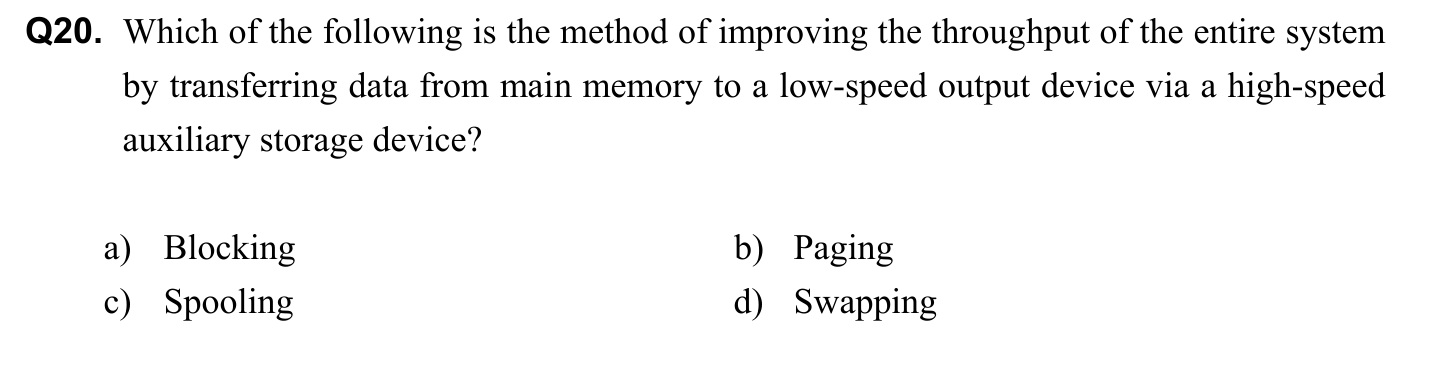 Q20. Which of the following is the method of improving the throughput of the entire system
by transferring data from main memory to a low-speed output device via a high-speed
auxiliary storage device?
a) Blocking b) Paging
c) Spooling d) Swapping